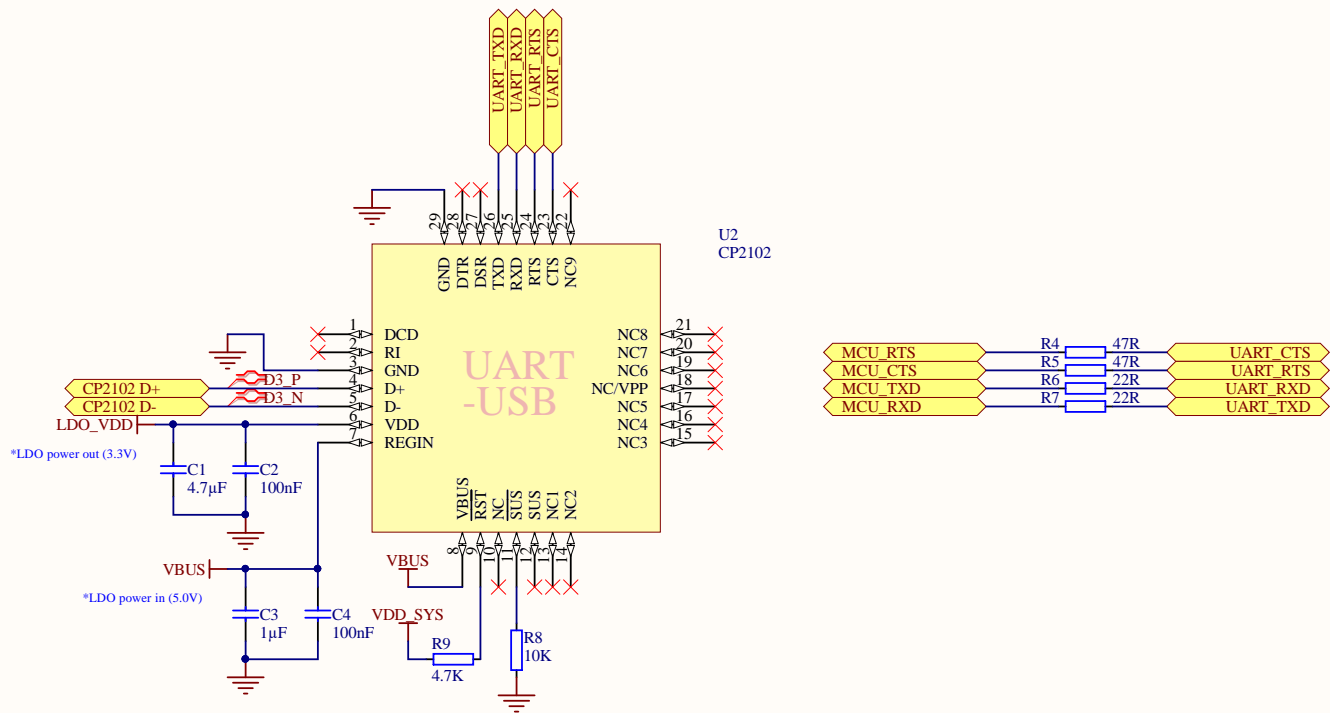 UART_TXD
UART_RXD
UART_RTS
UART_CTS
29
28
27
26
25
24
23
22
GND
DTR
DSR
TXD
RXD
RTS
CTS
NC9
U2
CP2102
1
DCD
2
RI
3
GND
4
D+
5
D-
6
VDD
7
REGIN
UART
-USB
NC8
21
NC7
20
NC6
19
NC/VPP
18
NC5
17
NC4
16
NC3
15
D3_P
D3_N
CP2102 D+
CP2102 D-
LDO_VDD
*LDO power out (3.3V)
C1
4.7µF
C2
100nF
VBUS
RST
NC
SUS
SUS
NC1
NC2
8
9
10
11
12
13
14
VBUS
*LDO power in (5.0V)
C3
1µF
C4
100nF
VBUS
VDD_SYS
R9
4.7K
R8
10K
MCU_RTS
R4
47R
UART_CTS
MCU_CTS
R5
47R
UART_RTS
MCU_TXD
R6
22R
UART_RXD
MCU_RXD
R7
22R
UART_TXD